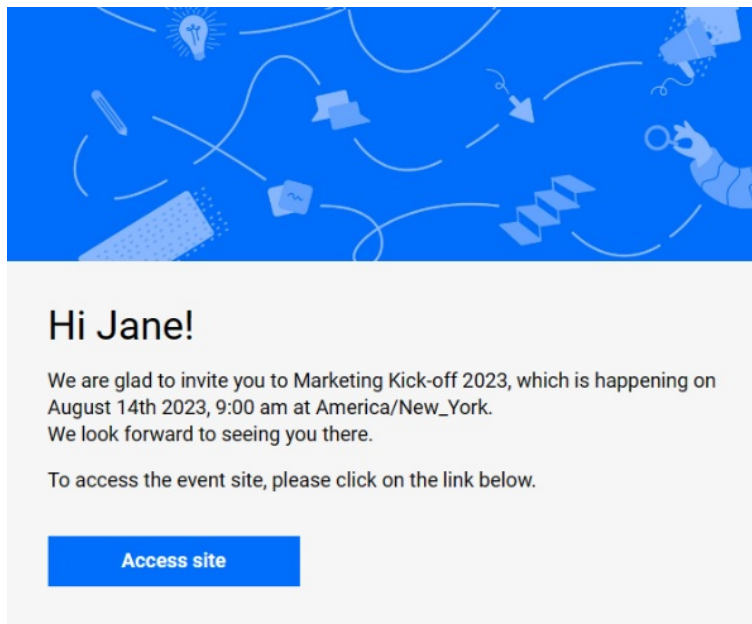 Hi Jane!
We are glad to invite you to Marketing Kick-off 2023, which is happening on
August 14th 2023, 9:00 am at America/New_York.
We look forward to seeing you there.
To access the event site, please click on the link below.
Access site